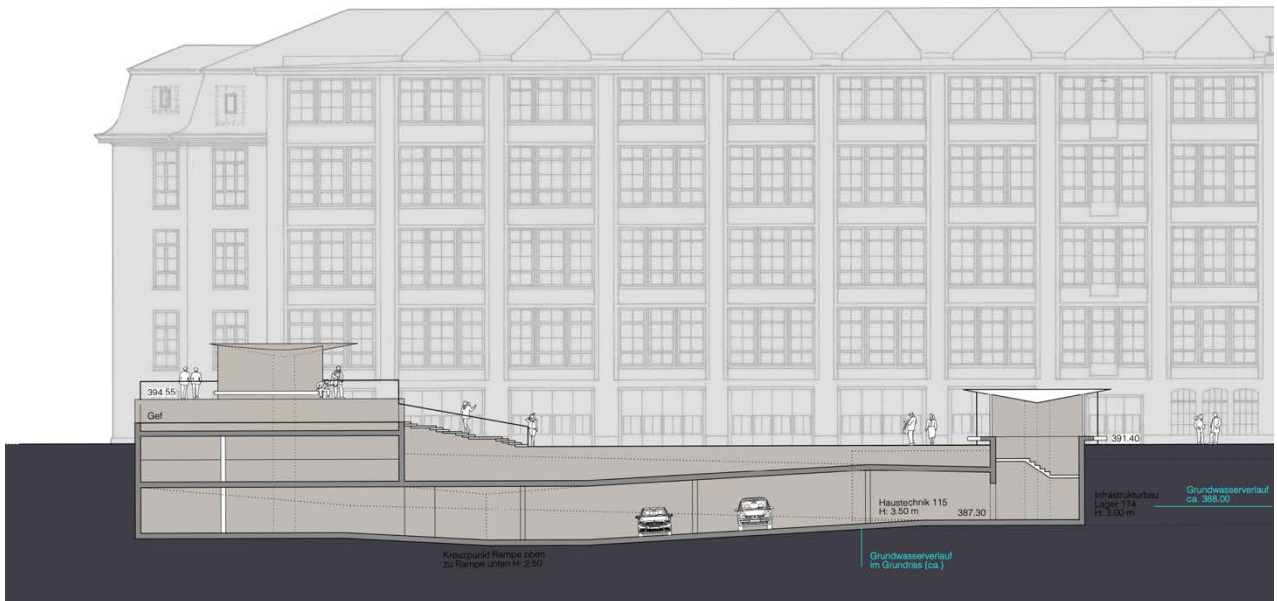 394.55
Gef
391.40
Haustechnik 115
H: 3.50 m
387.30
Infrastrukturbau
Lager 174
H: 3.00 m
Grundwasserverlauf
ca. 388.00
Kreuzpunkt Rampe oben
zu Rampe unten H: 2.50
Grundwasserverlauf
im Grundriss (ca.)